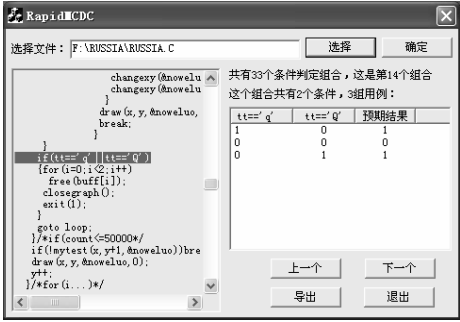 RapidMCDC
选择文件： F:\RUSSIA\RUSSIA.C 选择 确定
changexy(&nowelu
changexy(&nowelu
}
draw(x, y, &noweluo,
break;
}
}
if(tt=='q'||tt=='Q')
{for(i=0;i<2;i++)
free(buff[i]);
closegraph();
exit(1);
}
goto loop;
}/*if(count<=50000*/
if(!mytest(x, y+1, &noweluo))bre
draw(x, y, &noweluo, 0);
y++;
}/*for(i...)*/
共有33个条件判定组合，这是第14个组合
这个组合共有2个条件，3组用例：
tt=='q' tt=='Q' 预期结果
1 0 1
0 0 0
0 1 1
上一个 下一个
导出 退出